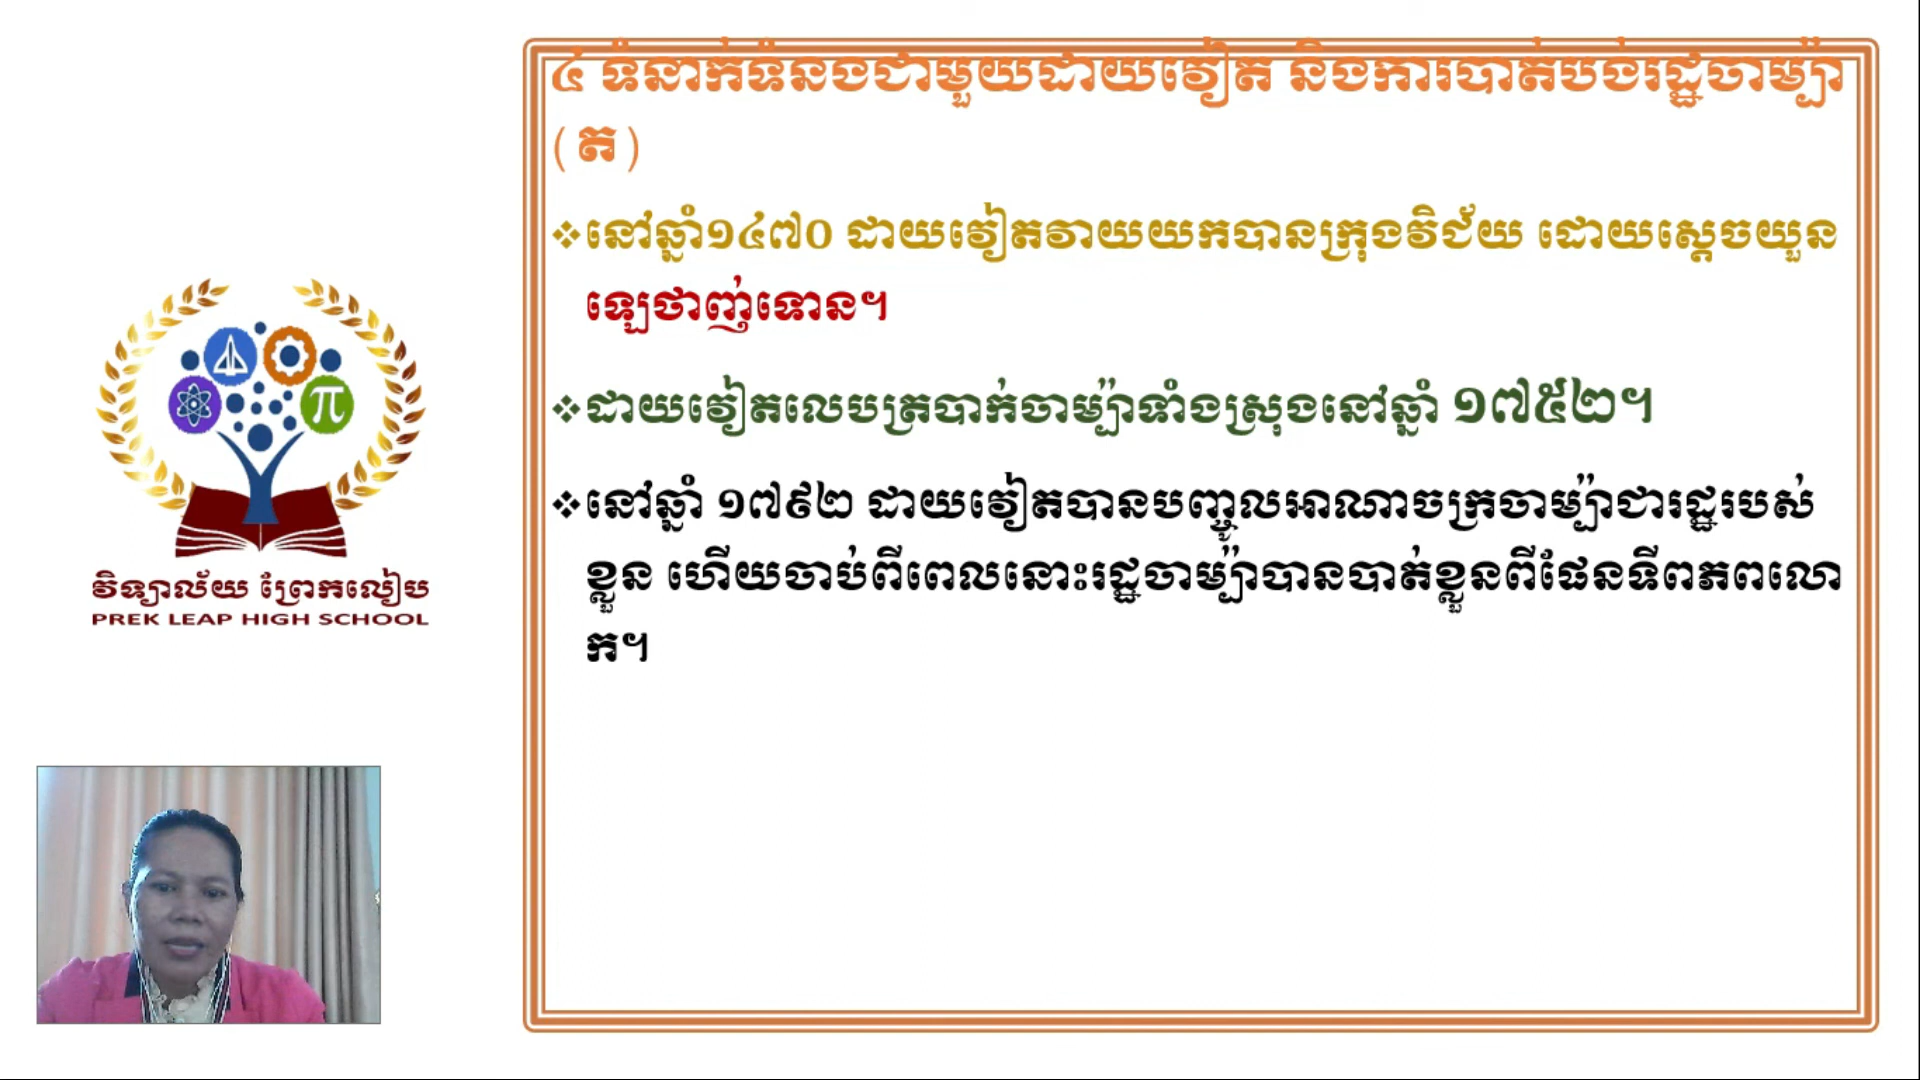 ៤ ទំនាក់ទំនងជាមួយដាយវៀត និងការបាត់បង់រដ្ឋចាម្ប៉ា
(ត)
❖នៅឆ្នាំ១៤៧០ ដាយវៀតវាយយកបានក្រុងវិជ័យ ដោយស្ដេចយួន
ឡេថាញ់ទោន។
❖ដាយវៀតលេបត្របាក់ចាម្ប៉ាទាំងស្រុងនៅឆ្នាំ ១៧៥២។
❖នៅឆ្នាំ ១៧៩២ ដាយវៀតបានបញ្ចូលអាណាចក្រចាម្ប៉ាជារដ្ឋរបស់
ខ្លួន ហើយចាប់ពីពេលនោះរដ្ឋចាម្ប៉ាបានបាត់ខ្លួនពីផែនទីពភពលោ
ក។
វិទ្យាល័យ ព្រែកលៀប
PREK LEAP HIGH SCHOOL